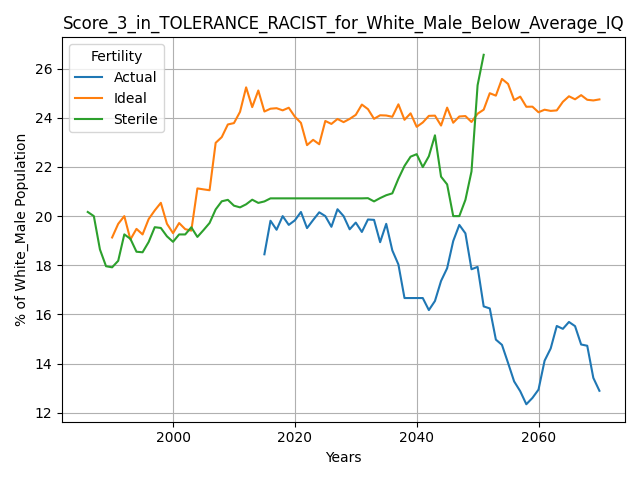 Score_3_in_TOLERANCE_RACIST_for_White_Male_Below_Average_IQ
Fertility
Actual
Ideal
Sterile
% of White_Male Population
26
24
22
20
18
16
14
12
2000
2020
2040
2060
Years